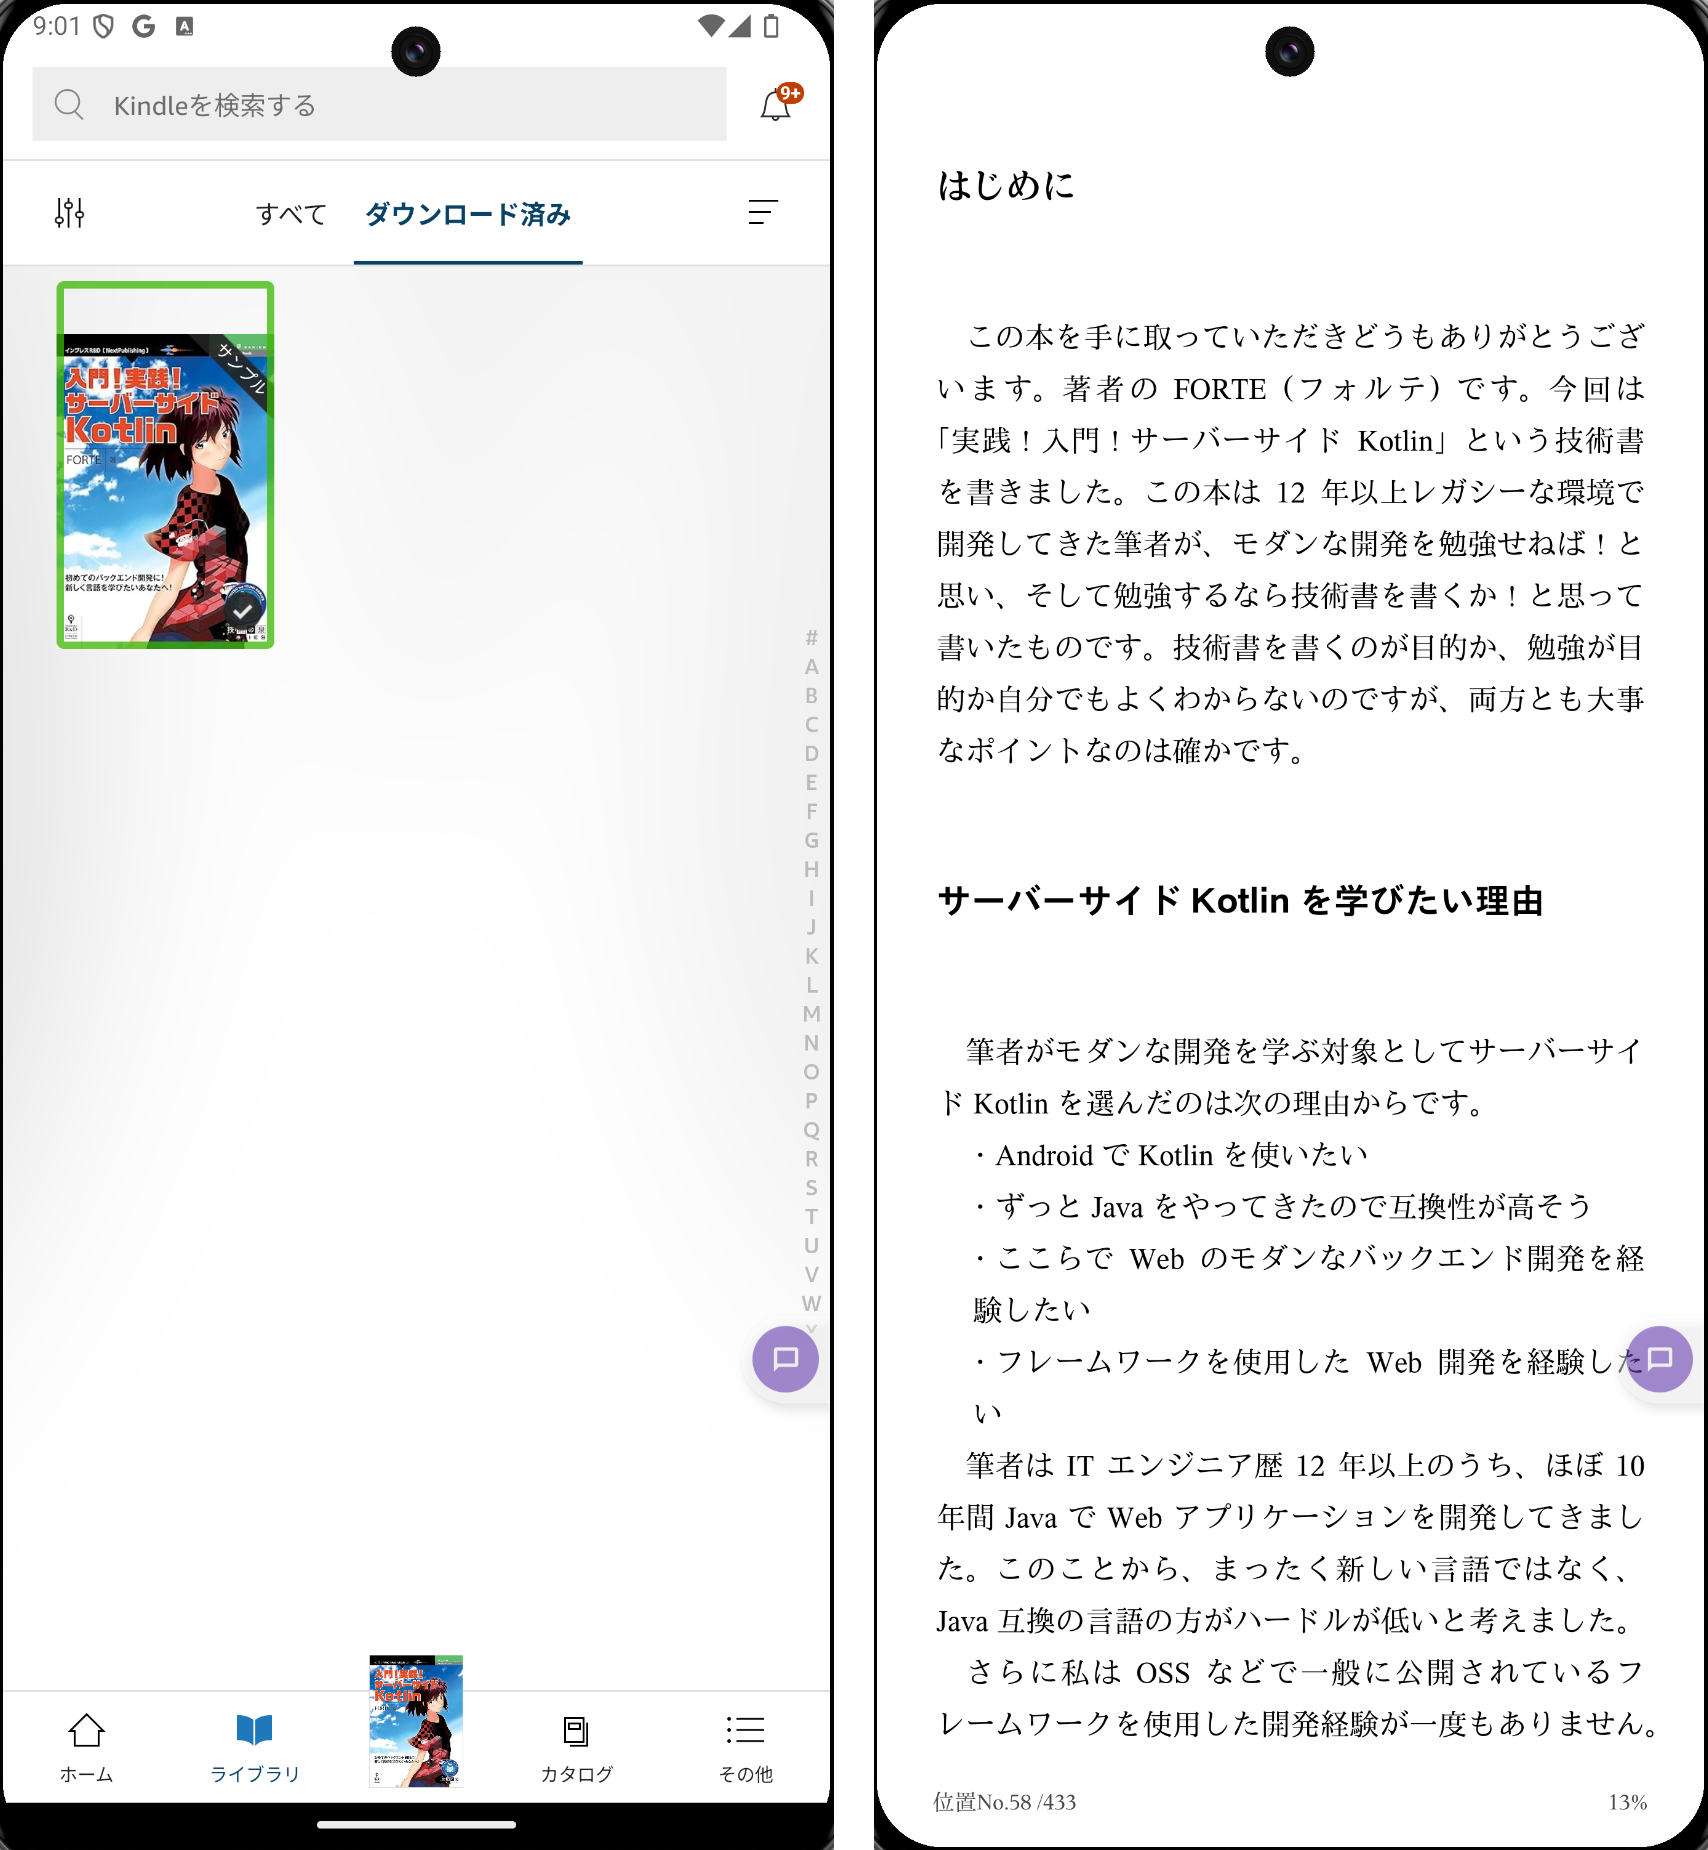 9:01
Kindleを検索する
9+
すべて
ダウンロード済み
インプレスR&D [NextPublishing]
サンプル
入門！実践！
サーバーサイド
Kotlin
FORTE 著
初めてのバックエンド開発に！
新しく言語を学びたいあなたへ！
#
A
B
C
D
E
F
G
H
I
J
K
L
M
N
O
P
Q
R
S
T
U
V
W
入門！実践！
サーバーサイド
Kotlin
ホーム
ライブラリ
カタログ
その他
はじめに
この本を手に取っていただきどうもありがとうござ
います。著者の FORTE（フォルテ）です。今回は
「実践！入門！サーバーサイド Kotlin」という技術書
を書きました。この本は 12 年以上レガシーな環境で
開発してきた筆者が、モダンな開発を勉強せねば！と
思い、そして勉強するなら技術書を書くか！と思って
書いたものです。技術書を書くのが目的か、勉強が目
的か自分でもよくわからないのですが、両方とも大事
なポイントなのは確かです。
サーバーサイド Kotlin を学びたい理由
筆者がモダンな開発を学ぶ対象としてサーバーサイ
ド Kotlin を選んだのは次の理由からです。
・Android で Kotlin を使いたい
・ずっと Java をやってきたので互換性が高そう
・ここらで Web のモダンなバックエンド開発を経
験したい
・フレームワークを使用した Web 開発を経験した
い
筆者は IT エンジニア歴 12 年以上のうち、ほぼ 10
年間 Java で Web アプリケーションを開発してきまし
た。このことから、まったく新しい言語ではなく、
Java 互換の言語の方がハードルが低いと考えました。
さらに私は OSS などで一般に公開されているフ
レームワークを使用した開発経験が一度もありません。
位置No.58 /433
13%